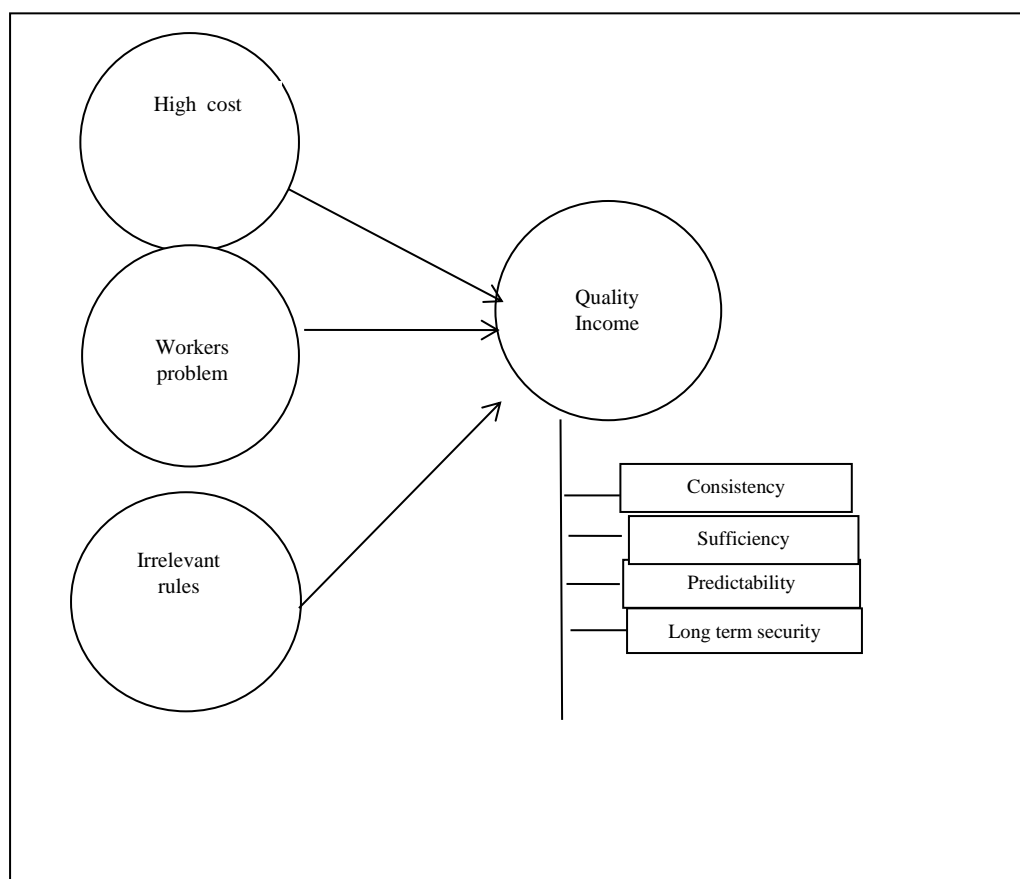 High cost
Workers
problem
Irrelevant
rules
Quality
Income
Consistency
Sufficiency
Predictability
Long term security